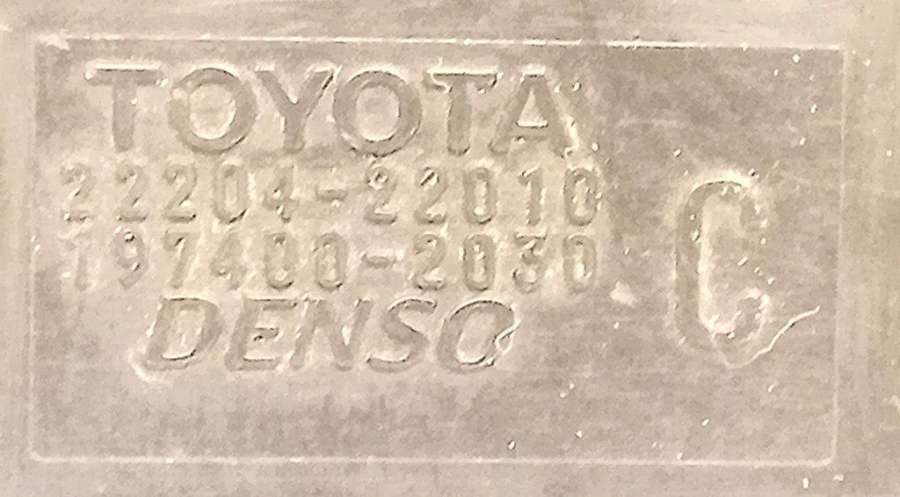 TOYOTA
22204-22010
197400-2030
DENSO
C